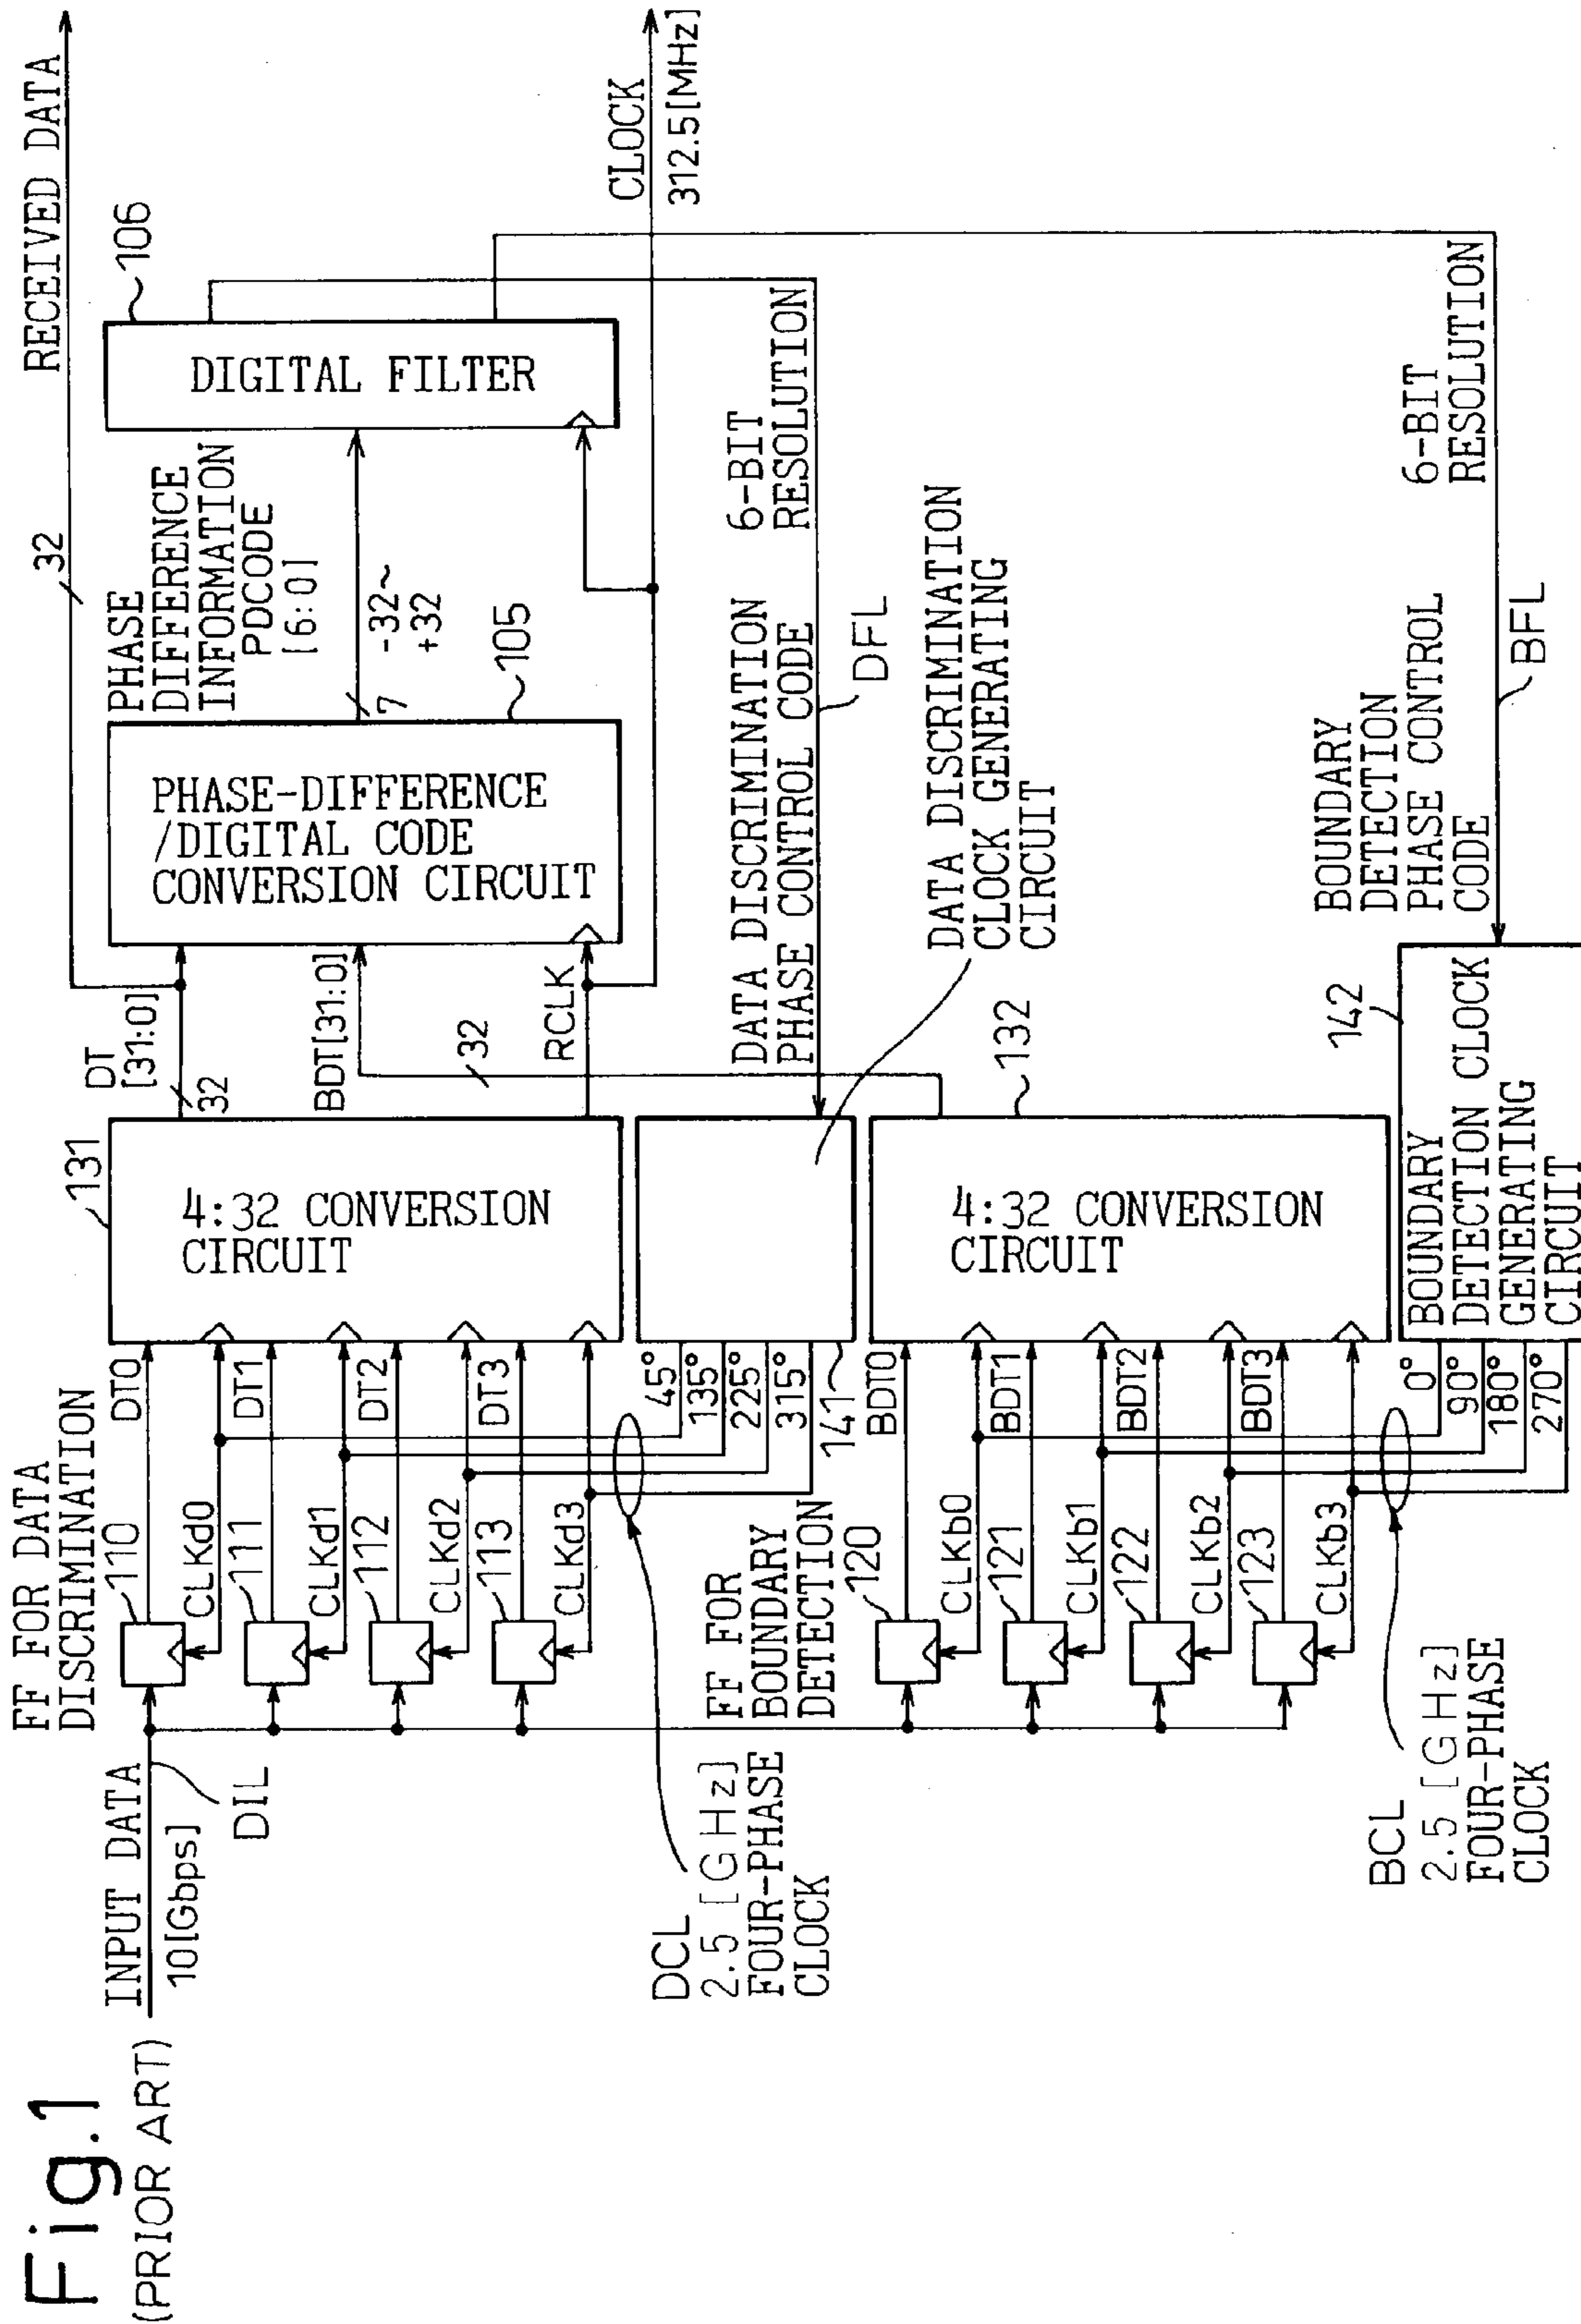 Fig.1
(PRIOR ART)
INPUT DATA
10[Gbps]
DIL
FF FOR DATA
DISCRIMINATION
110
CLKd0
111
CLKd1
112
CLKd2
113
CLKd3
DT0
DT1
DT2
DT3
131
4:32 CONVERSION
CIRCUIT
DT
[31:0]
32
BDT[31:0]
32
RCLK
PHASE-DIFFERENCE
/DIGITAL CODE
CONVERSION CIRCUIT
105
PHASE
DIFFERENCE
INFORMATION
PDCODE
[6:0]
7
-32~
+32
32
DIGITAL FILTER
106
RECEIVED DATA
CLOCK
312.5[MHz]
DCL
2.5 [GHz]
FOUR-PHASE
CLOCK
45°
135°
225°
315°
141
DATA DISCRIMINATION
PHASE CONTROL CODE
6-BIT
RESOLUTION
DFL
DATA DISCRIMINATION
CLOCK GENERATING
CIRCUIT
FF FOR
BOUNDARY
DETECTION
120
CLKb0
121
CLKb1
122
CLKb2
123
CLKb3
BDT0
BDT1
BDT2
BDT3
132
4:32 CONVERSION
CIRCUIT
BCL
2.5 [GHz]
FOUR-PHASE
CLOCK
0°
90°
180°
270°
142
BOUNDARY
DETECTION CLOCK
GENERATING
CIRCUIT
BOUNDARY
DETECTION
PHASE CONTROL
CODE
6-BIT
RESOLUTION
BFL